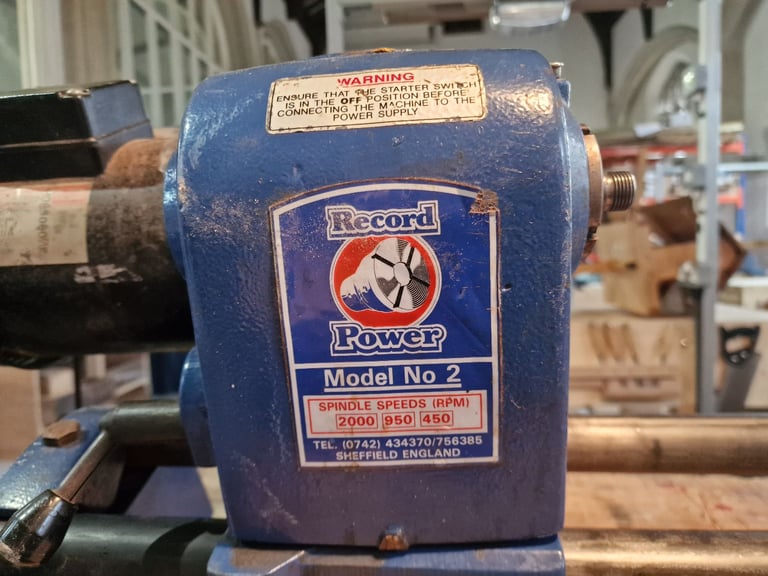 WARNING
ENSURE THAT THE STARTER SWITCH
IS IN THE OFF POSITION BEFORE
CONNECTING THE MACHINE TO THE
POWER SUPPLY
Record
Power
Model No 2
SPINDLE SPEEDS (RPM)
2000 950 450
TEL. (0742) 434370/756385
SHEFFIELD ENGLAND